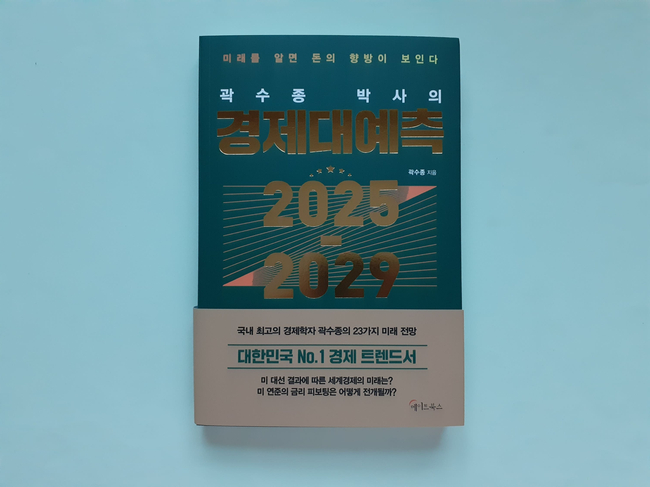 미래를 알면 돈의 향방이 보인다
곽수종 박사의
경제대예측
곽수종 지음
2025
-
2029
국내 최고의 경제학자 곽수종의 23가지 미래 전망
대한민국 No.1 경제 트렌드서
미 대선 결과에 따른 세계경제의 미래는?
미 연준의 금리 피보팅은 어떻게 전개될까?
메이트북스